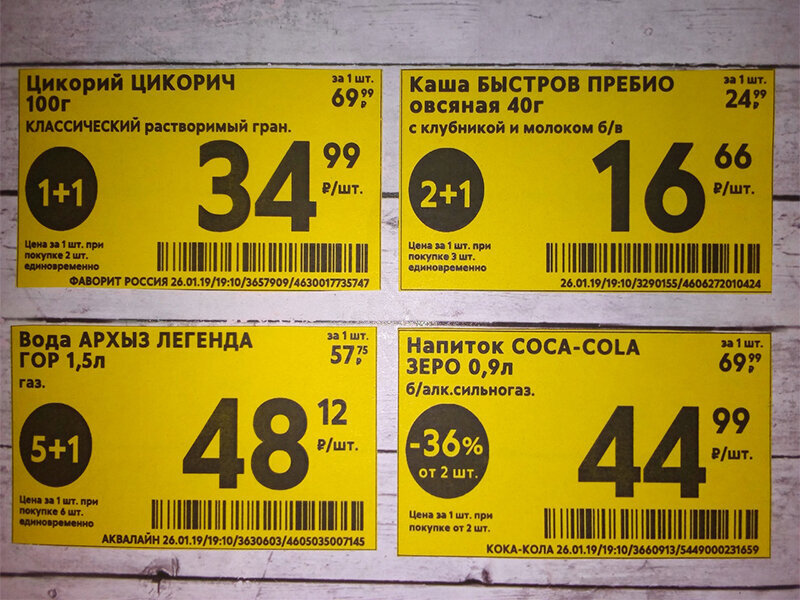 Цикорий ЦИКОРИЧ
100г
за 1 шт.
69 99 ₽
КЛАССИЧЕСКИЙ растворимый гран.
1+1
34 99
₽/шт.
Цена за 1 шт. при
покупке 2 шт.
единовременно
ФАВОРИТ РОССИЯ 26.01.19/19:10/3657909/4630017735747
Каша БЫСТРОВ ПРЕБИО
овсяная 40г
за 1 шт.
24 99 ₽
с клубникой и молоком б/в
2+1
16 66
₽/шт.
Цена за 1 шт. при
покупке 3 шт.
единовременно
26.01.19/19:10/3290155/4606272010424
Вода АРХЫЗ ЛЕГЕНДА
ГОР 1,5л
за 1 шт.
57 75 ₽
газ.
5+1
48 12
₽/шт.
Цена за 1 шт. при
покупке 6 шт.
единовременно
АКВАЛАЙН 26.01.19/19:10/3630603/4605035007145
Напиток COCA-COLA
ЗЕРО 0,9л
за 1 шт.
69 99 ₽
б/алк.сильногаз.
-36%
от 2 шт.
44 99
₽/шт.
Цена за 1 шт. при
покупке от 2 шт.
КОКА-КОЛА 26.01.19/19:10/3660913/5449000231659